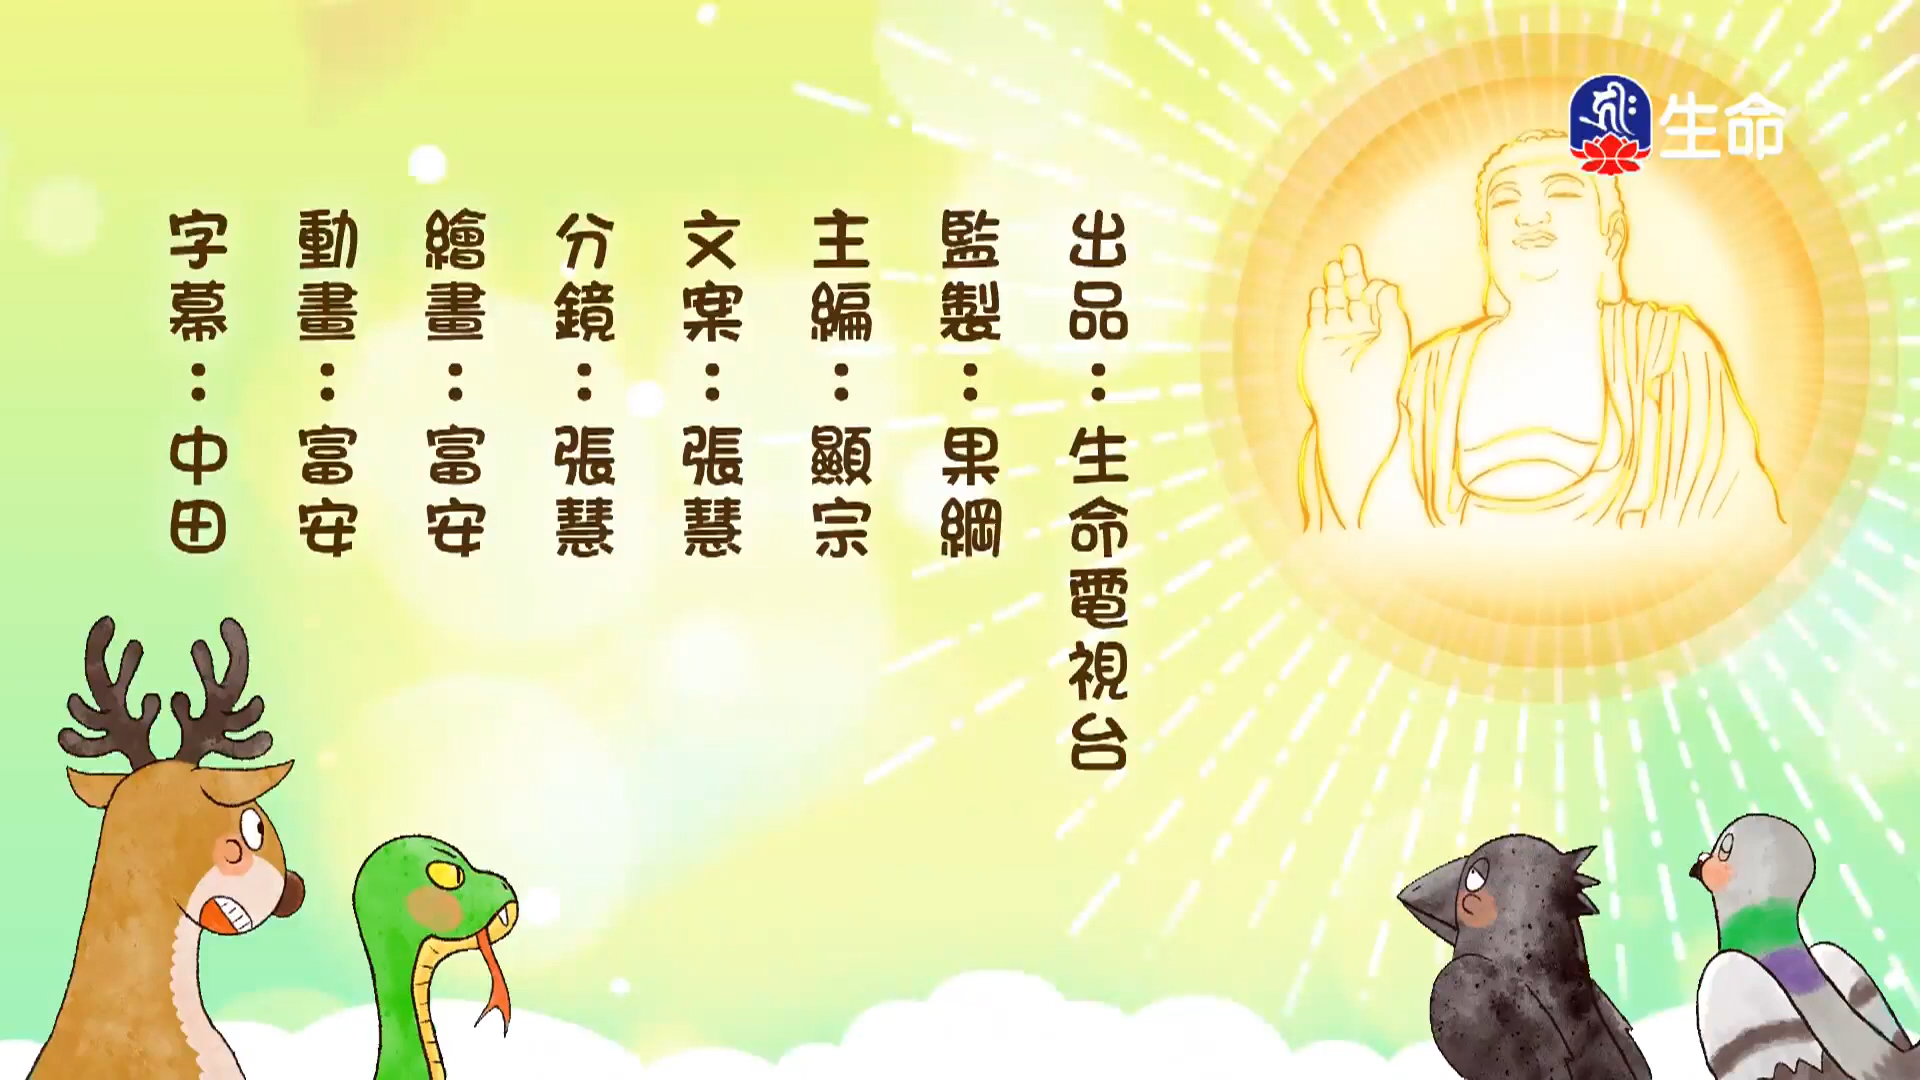 生命
出品：生命電視台
監製：果綱
主編：顯宗
文案：張慧
分鏡：張慧
繪畫：富安
動畫：富安
字幕：中田